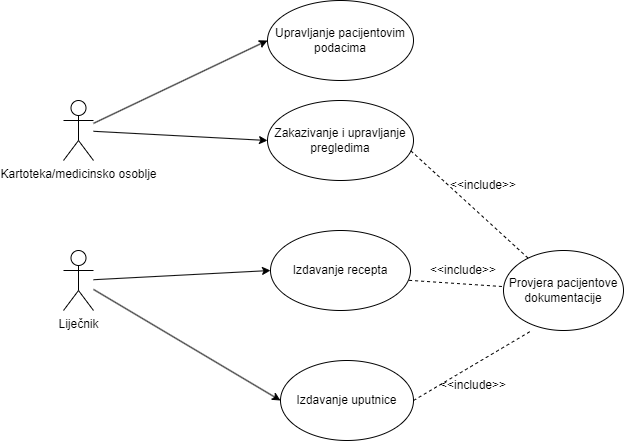 Upravljanje pacijentovim
podacima
Zakazivanje i upravljanje
pregledima
Kartoteka/medicinsko osoblje
<<include>>
Izdavanje recepta
<<include>>
Provjera pacijentove
dokumentacije
Liječnik
Izdavanje uputnice
<<include>>